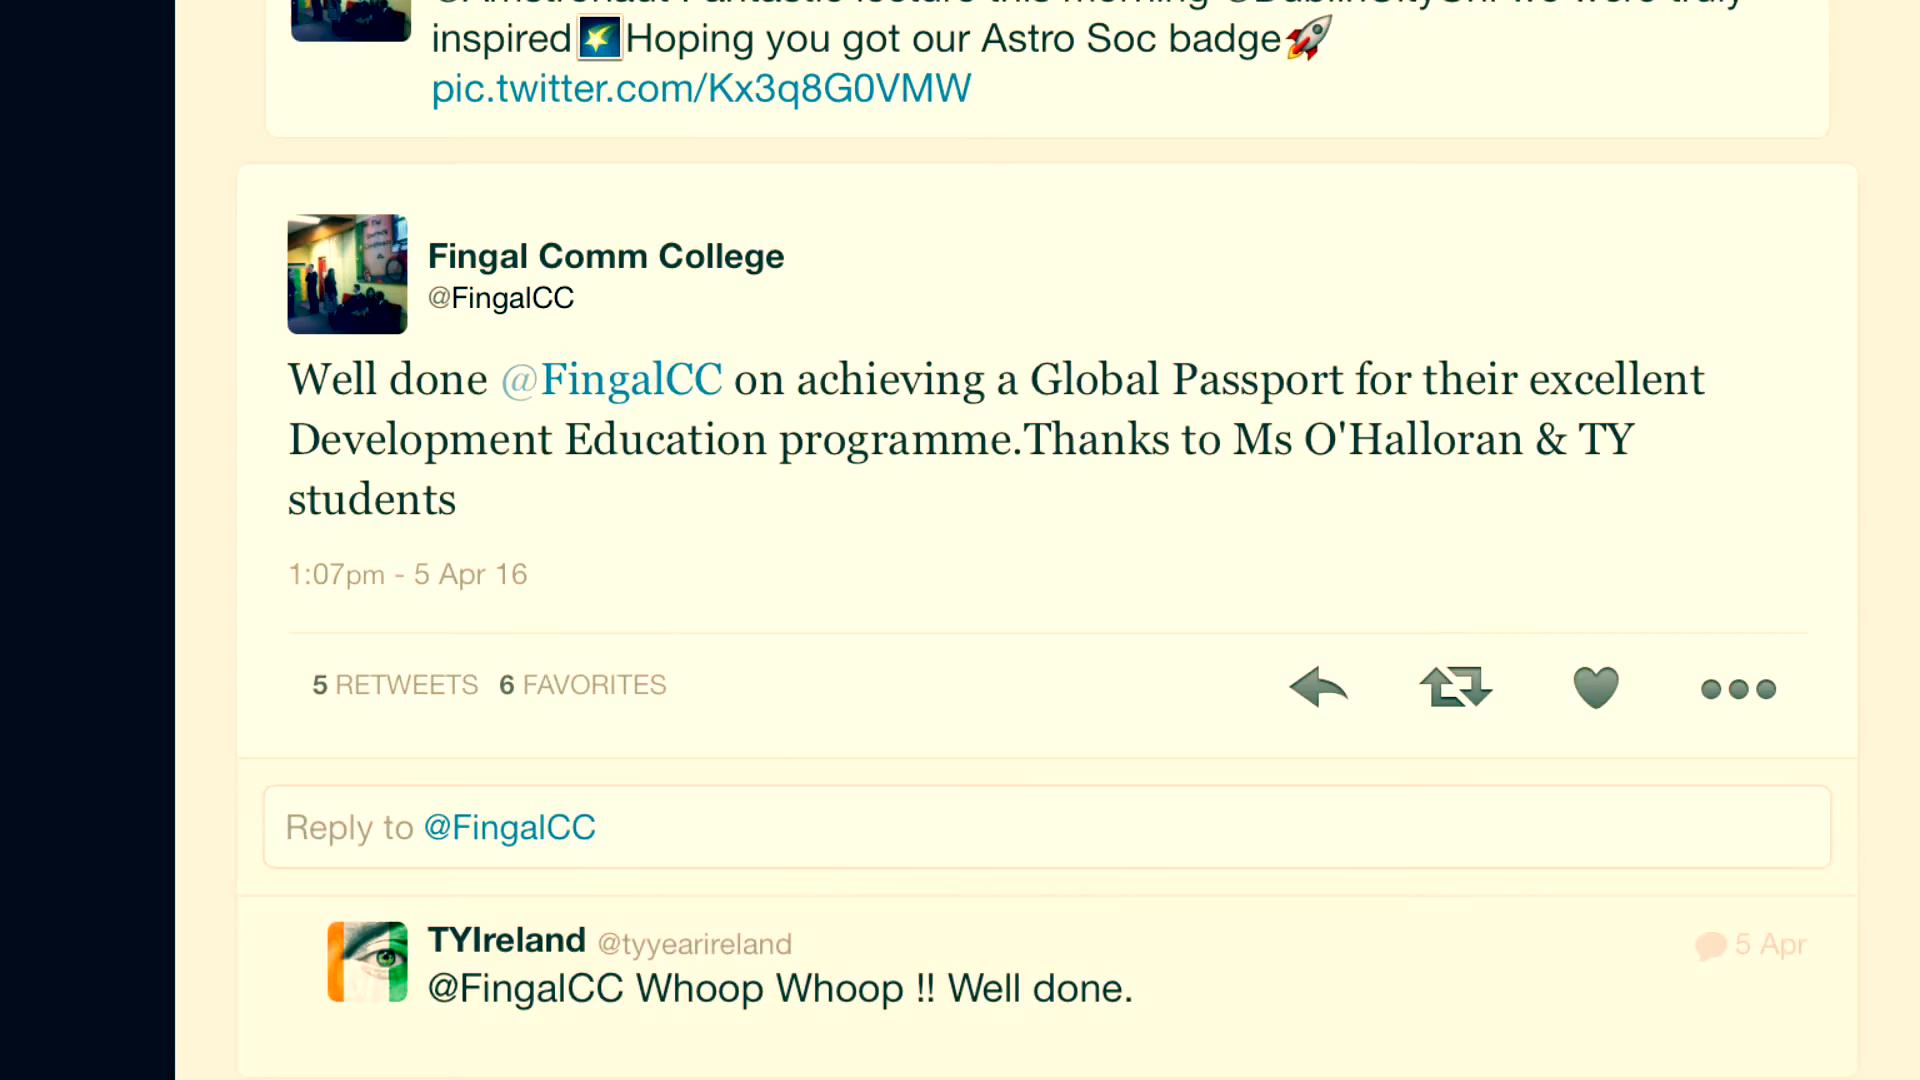 inspired Hoping you got our Astro Soc badge
pic.twitter.com/Kx3q8G0VMW
Fingal Comm College
@FingalCC
Well done @FingalCC on achieving a Global Passport for their excellent
Development Education programme.Thanks to Ms O'Halloran & TY
students
1:07pm - 5 Apr 16
5 RETWEETS 6 FAVORITES
Reply to @FingalCC
TYIreland @tyyearireland 5 Apr
@FingalCC Whoop Whoop !! Well done.